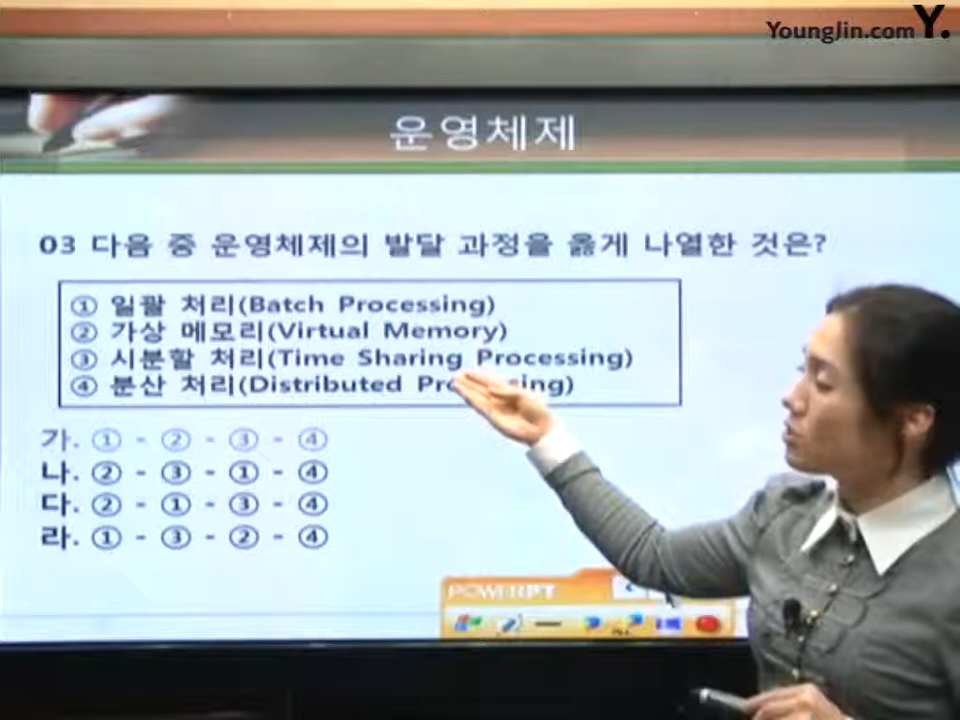 YoungJin.com Y.
운영체제
03 다음 중 운영체제의 발달 과정을 옳게 나열한 것은?
① 일괄 처리(Batch Processing)
② 가상 메모리(Virtual Memory)
③ 시분할 처리(Time Sharing Processing)
④ 분산 처리(Distributed
가. ① - ② - ③ - ④
나. ② - ③ - ① - ④
다. ② - ① - ③ - ④
라. ① - ③ - ② - ④
POWERPT